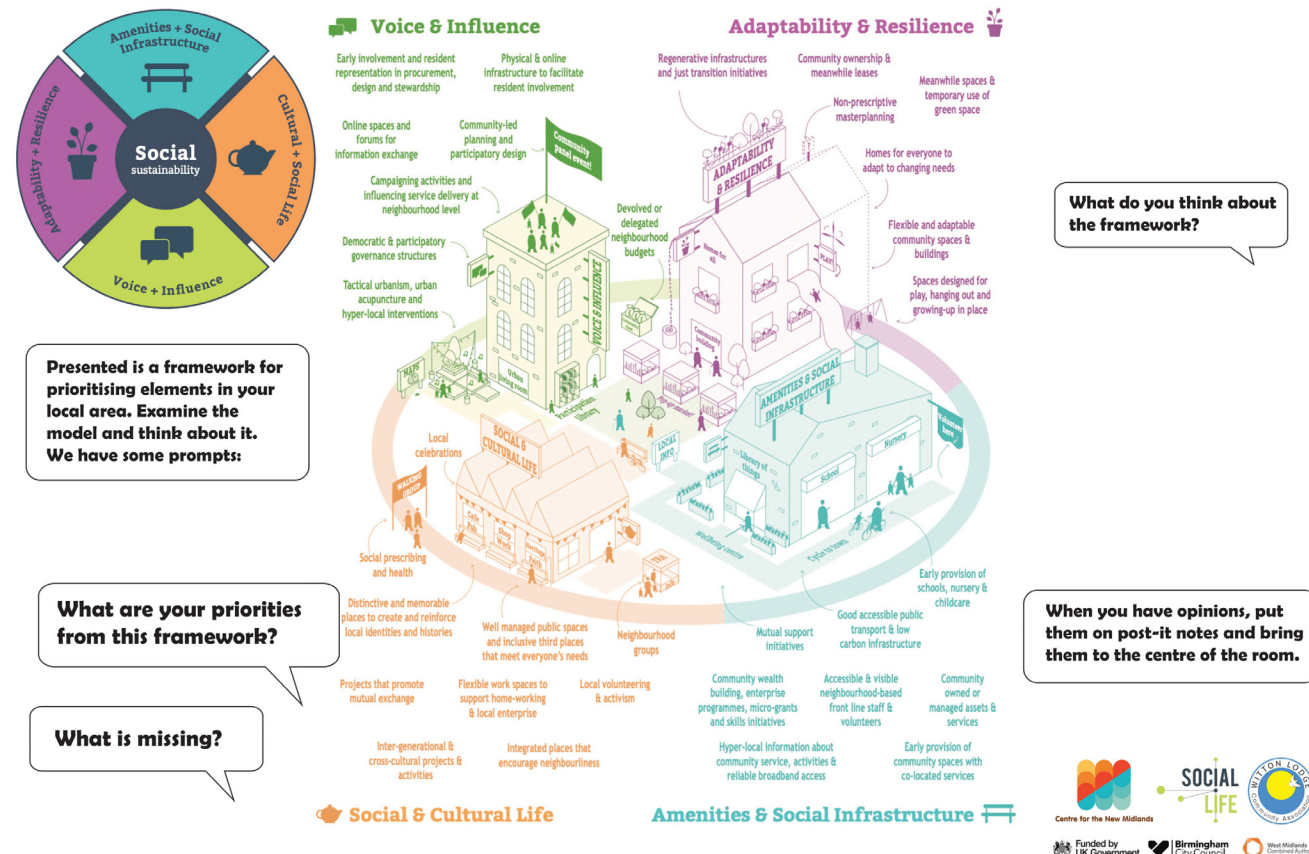 Amenities + Social
Infrastructure
Cultural + Social Life
Voice + Influence
Adaptability + Resilience
Social
sustainability
Presented is a framework for
prioritising elements in your
local area. Examine the
model and think about it.
We have some prompts:
What are your priorities
from this framework?
What is missing?
Voice & Influence
Early involvement and resident
representation in procurement,
design and stewardship
Physical & online
infrastructure to facilitate
resident involvement
Online spaces and
forums for
information exchange
Community-led
planning and
participatory design
Community
panel event!
Campaigning activities and
influencing service delivery at
neighbourhood level
Devolved or
delegated
neighbourhood
budgets
Democratic & participatory
governance structures
Tactical urbanism, urban
acupuncture and
hyper-local interventions
VOICE & INFLUENCE
MAPS
Urban
living room
Participation
library
Adaptability & Resilience
Regenerative infrastructures
and just transition initiatives
Community ownership &
meanwhile leases
Meanwhile spaces &
temporary use of
green space
Non-prescriptive
masterplanning
Homes for everyone to
adapt to changing needs
Flexible and adaptable
community spaces &
buildings
Spaces designed for
play, hanging out and
growing-up in place
ADAPTABILITY
& RESILIENCE
Homes for
all
PLAY!
Community
building
Local
celebrations
SOCIAL &
CULTURAL LIFE
WALKING
GROUP
Cafe
Pub
Shop
Work
Heritage
Faith
LOCAL
INFO
Social prescribing
and health
Distinctive and memorable
places to create and reinforce
local identities and histories
Well managed public spaces
and inclusive third places
that meet everyone's needs
Neighbourhood
groups
Projects that promote
mutual exchange
Flexible work spaces to
support home-working
& local enterprise
Local volunteering
& activism
Inter-generational &
cross-cultural projects &
activities
Integrated places that
encourage neighbourliness
Social & Cultural Life
AMENITIES & SOCIAL
INFRASTRUCTURE
Volunteer
here
Library of
things
School
Nursery
Wellbeing centre
Cycle to town
Early provision of
schools, nursery &
childcare
Good accessible public
transport & low
carbon infrastructure
Mutual support
initiatives
Community wealth
building, enterprise
programmes, micro-grants
and skills initiatives
Accessible & visible
neighbourhood-based
front line staff &
volunteers
Community
owned or
managed assets &
services
Hyper-local information about
community service, activities &
reliable broadband access
Early provision of
community spaces with
co-located services
Amenities & Social Infrastructure
What do you think about
the framework?
When you have opinions, put
them on post-it notes and bring
them to the centre of the room.
Centre for the New Midlands
SOCIAL
LIFE
WITTON LODGE
Community Association
Funded by
UK Government
Birmingham
City Council
West Midlands
Combined Autho